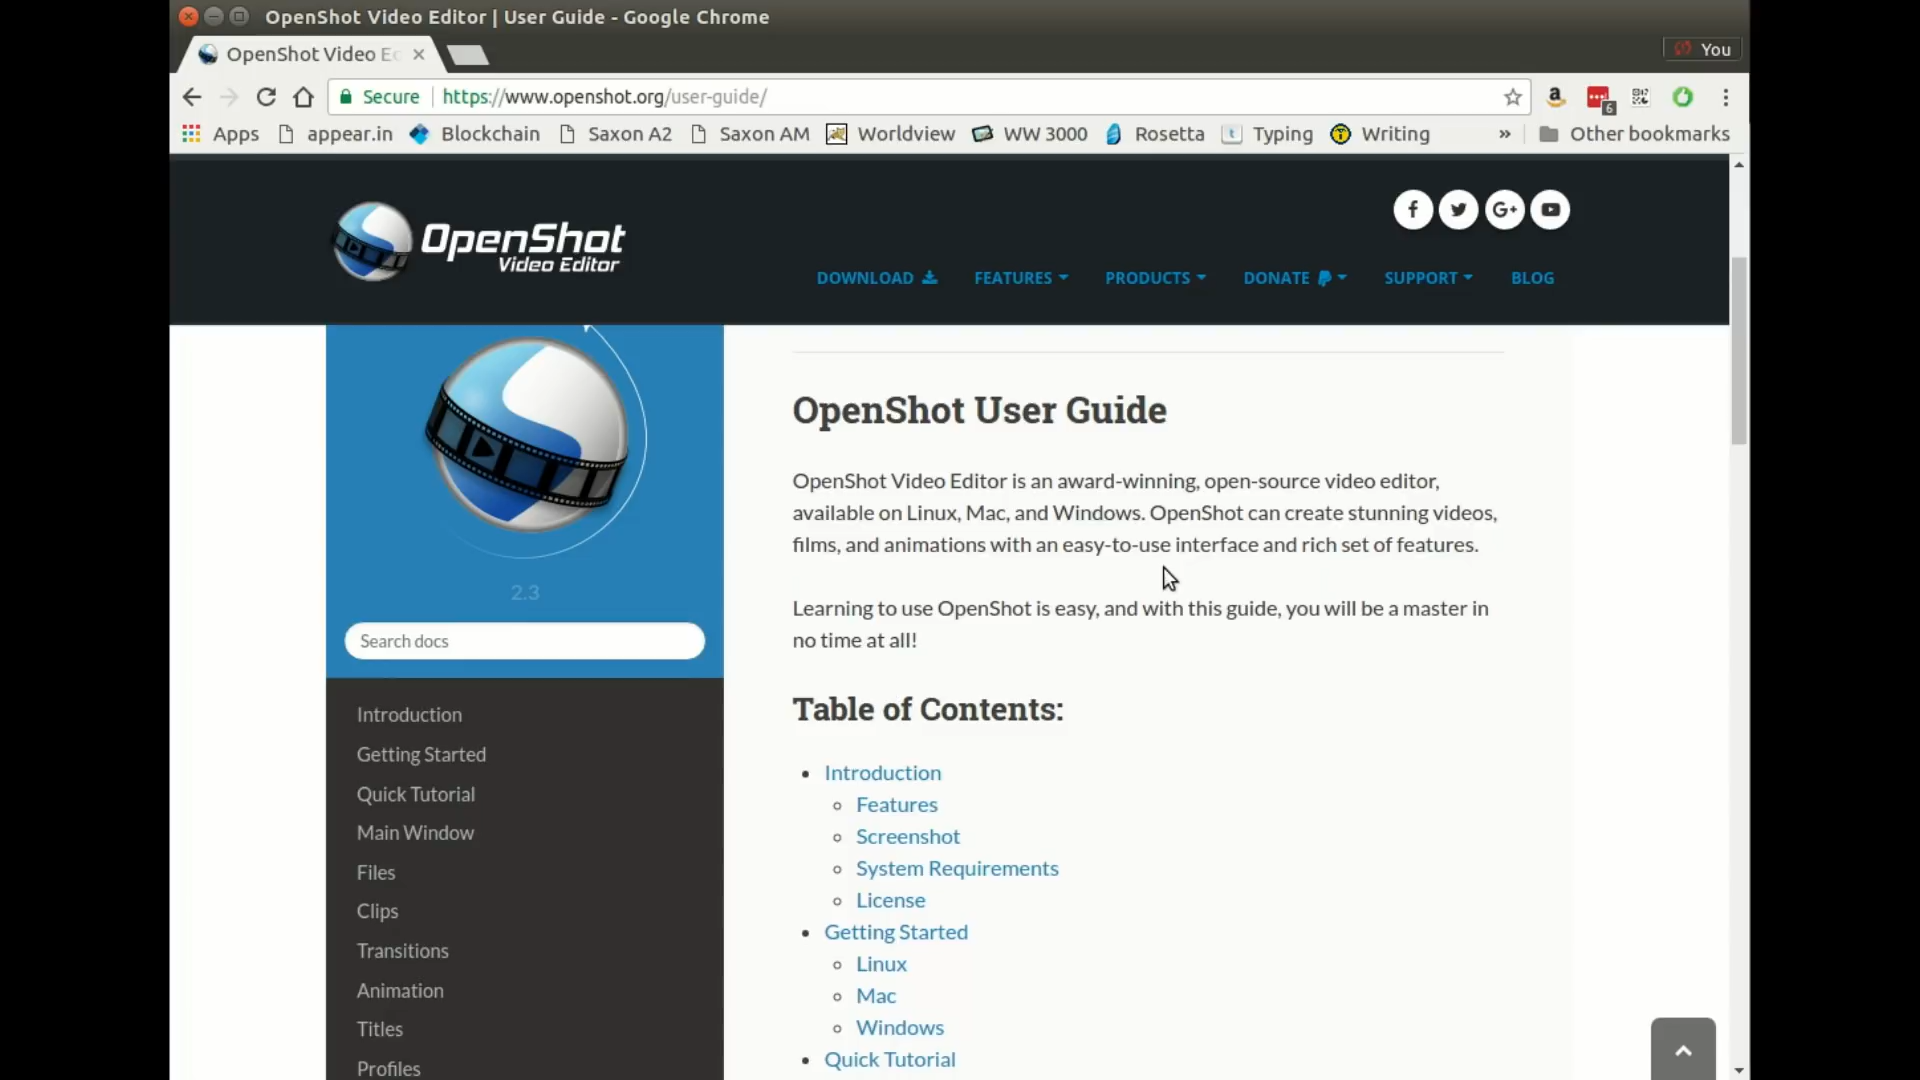 OpenShot Video Editor | User Guide - Google Chrome
OpenShot Video Ed
You
Secure https://www.openshot.org/user-guide/
6
Apps appear.in Blockchain Saxon A2 Saxon AM Worldview WW 3000 Rosetta Typing Writing » Other bookmarks
OpenShot
Video Editor
DOWNLOAD FEATURES PRODUCTS DONATE SUPPORT BLOG
2.3
Search docs
Introduction
Getting Started
Quick Tutorial
Main Window
Files
Clips
Transitions
Animation
Titles
Profiles
OpenShot User Guide
OpenShot Video Editor is an award-winning, open-source video editor,
available on Linux, Mac, and Windows. OpenShot can create stunning videos,
films, and animations with an easy-to-use interface and rich set of features.
Learning to use OpenShot is easy, and with this guide, you will be a master in
no time at all!
Table of Contents:
• Introduction
◦ Features
◦ Screenshot
◦ System Requirements
◦ License
• Getting Started
◦ Linux
◦ Mac
◦ Windows
• Quick Tutorial